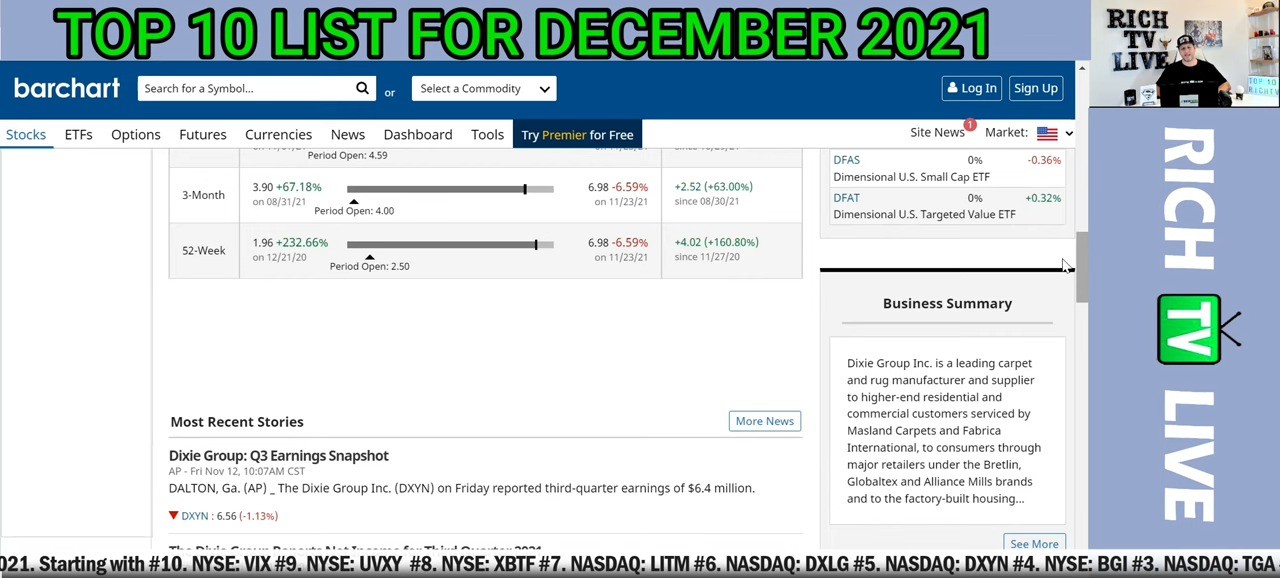 TOP 10 LIST FOR DECEMBER 2021
RICH
TV
LIVE
barchart
Search for a Symbol...
or
Select a Commodity
Log In
Sign Up
Stocks
ETFs
Options
Futures
Currencies
News
Dashboard
Tools
Try Premier for Free
Site News 1
Market:
Period Open: 4.59
3-Month
3.90 +67.18%
on 08/31/21
Period Open: 4.00
6.98 -6.59%
on 11/23/21
+2.52 (+63.00%)
since 08/30/21
52-Week
1.96 +232.66%
on 12/21/20
Period Open: 2.50
6.98 -6.59%
on 11/23/21
+4.02 (+160.80%)
since 11/27/20
DFAS 0% -0.36%
Dimensional U.S. Small Cap ETF
DFAT 0% +0.32%
Dimensional U.S. Targeted Value ETF
Business Summary
Dixie Group Inc. is a leading carpet
and rug manufacturer and supplier
to higher-end residential and
commercial customers serviced by
Masland Carpets and Fabrica
International, to consumers through
major retailers under the Bretlin,
Globaltex and Alliance Mills brands
and to the factory-built housing...
See More
Most Recent Stories
More News
Dixie Group: Q3 Earnings Snapshot
AP - Fri Nov 12, 10:07AM CST
DALTON, Ga. (AP) _ The Dixie Group Inc. (DXYN) on Friday reported third-quarter earnings of $6.4 million.
DXYN : 6.56 (-1.13%)
The Dixie Group Reports Net Income for Third Quarter 2021
RICH
TV
LIVE
021. Starting with #10. NYSE: VIX #9. NYSE: UVXY #8. NYSE: XBTF #7. NASDAQ: LITM #6. NASDAQ: DXLG #5. NASDAQ: DXYN #4. NYSE: BGI #3. NASDAQ: TGA